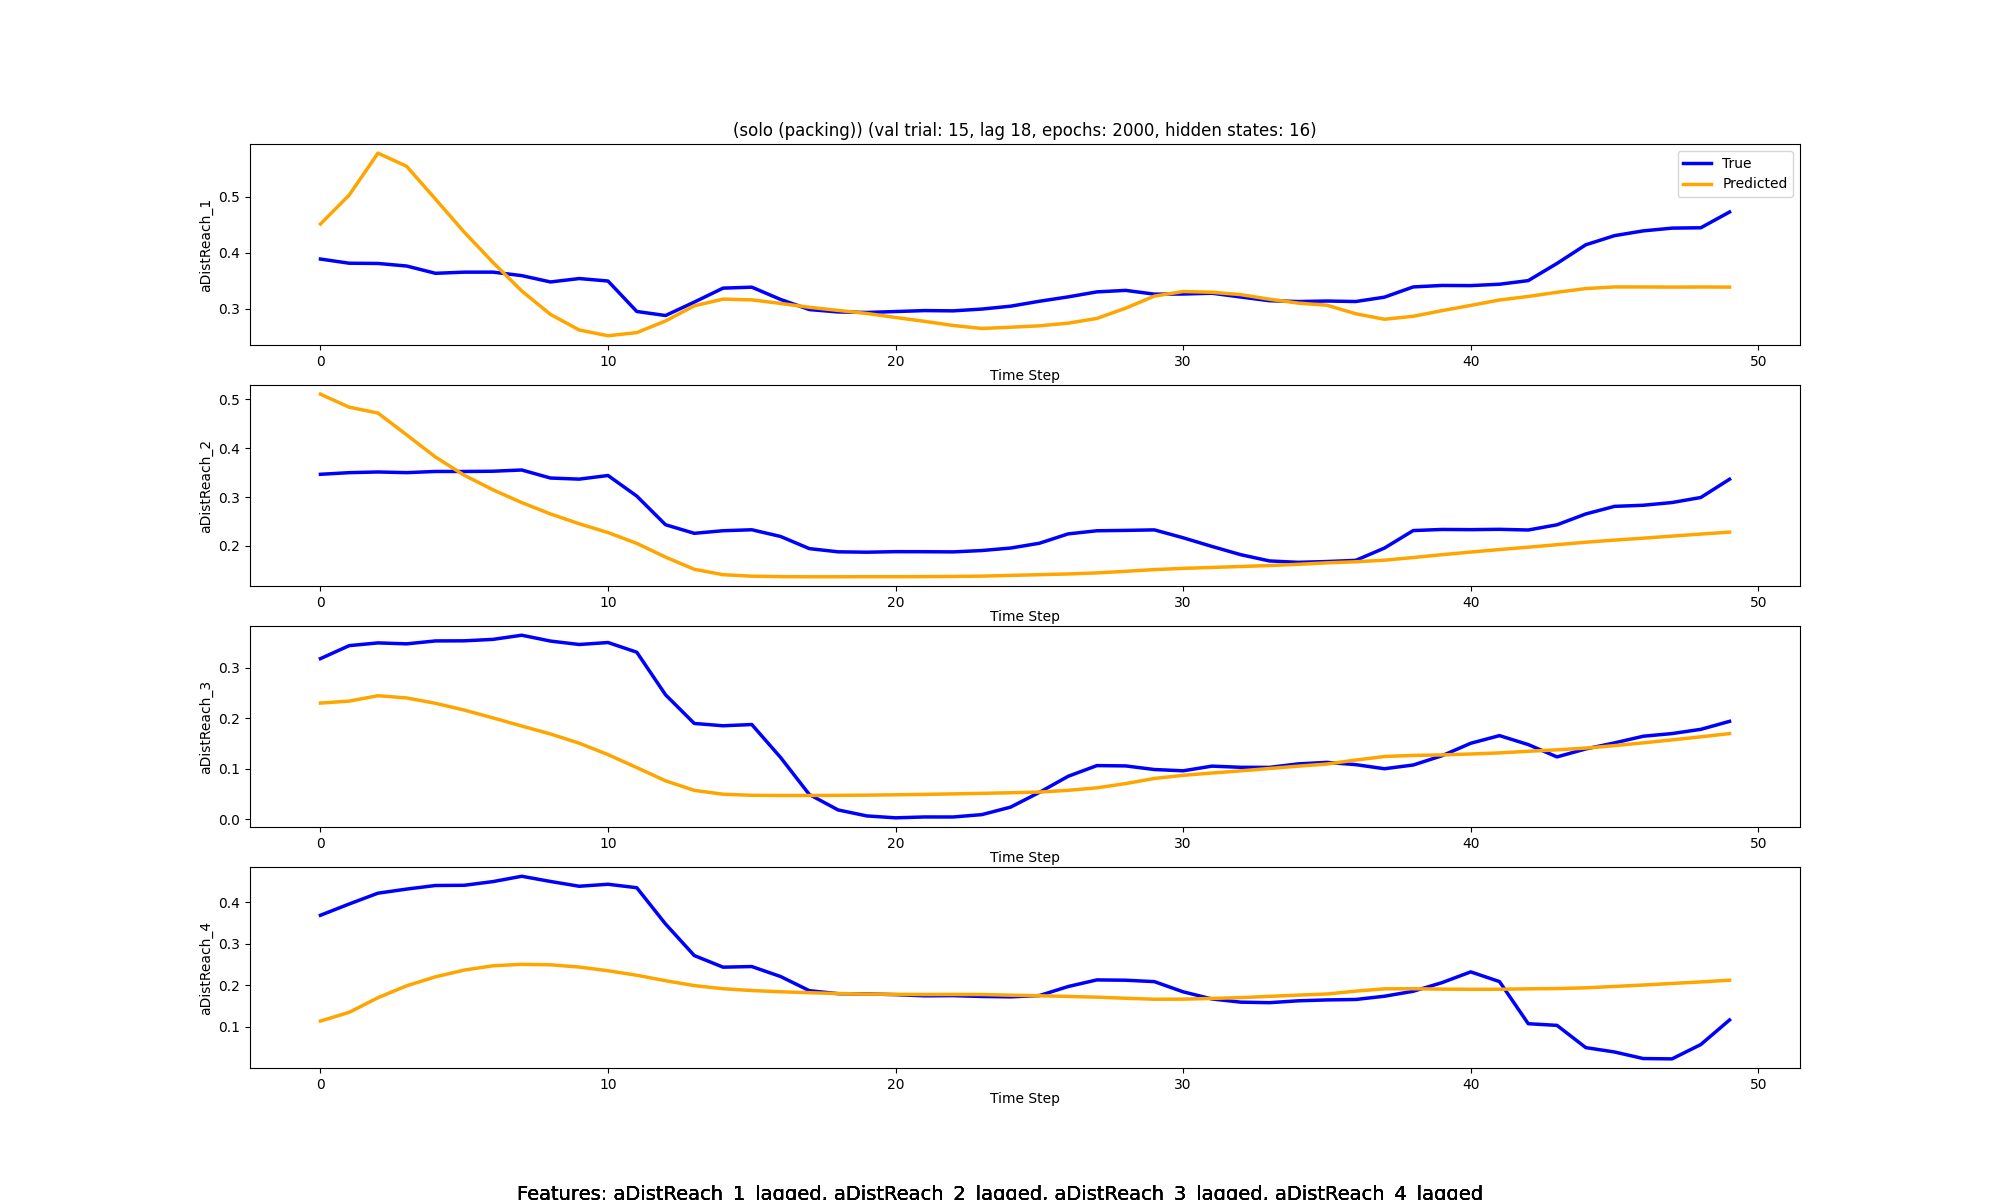 (solo (packing)) (val trial: 15, lag 18, epochs: 2000, hidden states: 16)
True
Predicted
aDistReach_1
0.5
0.4
0.3
0 10 20 30 40 50
Time Step
aDistReach_2
0.5
0.4
0.3
0.2
0 10 20 30 40 50
Time Step
aDistReach_3
0.3
0.2
0.1
0.0
0 10 20 30 40 50
Time Step
aDistReach_4
0.4
0.3
0.2
0.1
0 10 20 30 40 50
Time Step
Features: aDistReach_1_lagged, aDistReach_2_lagged, aDistReach_3_lagged, aDistReach_4_lagged